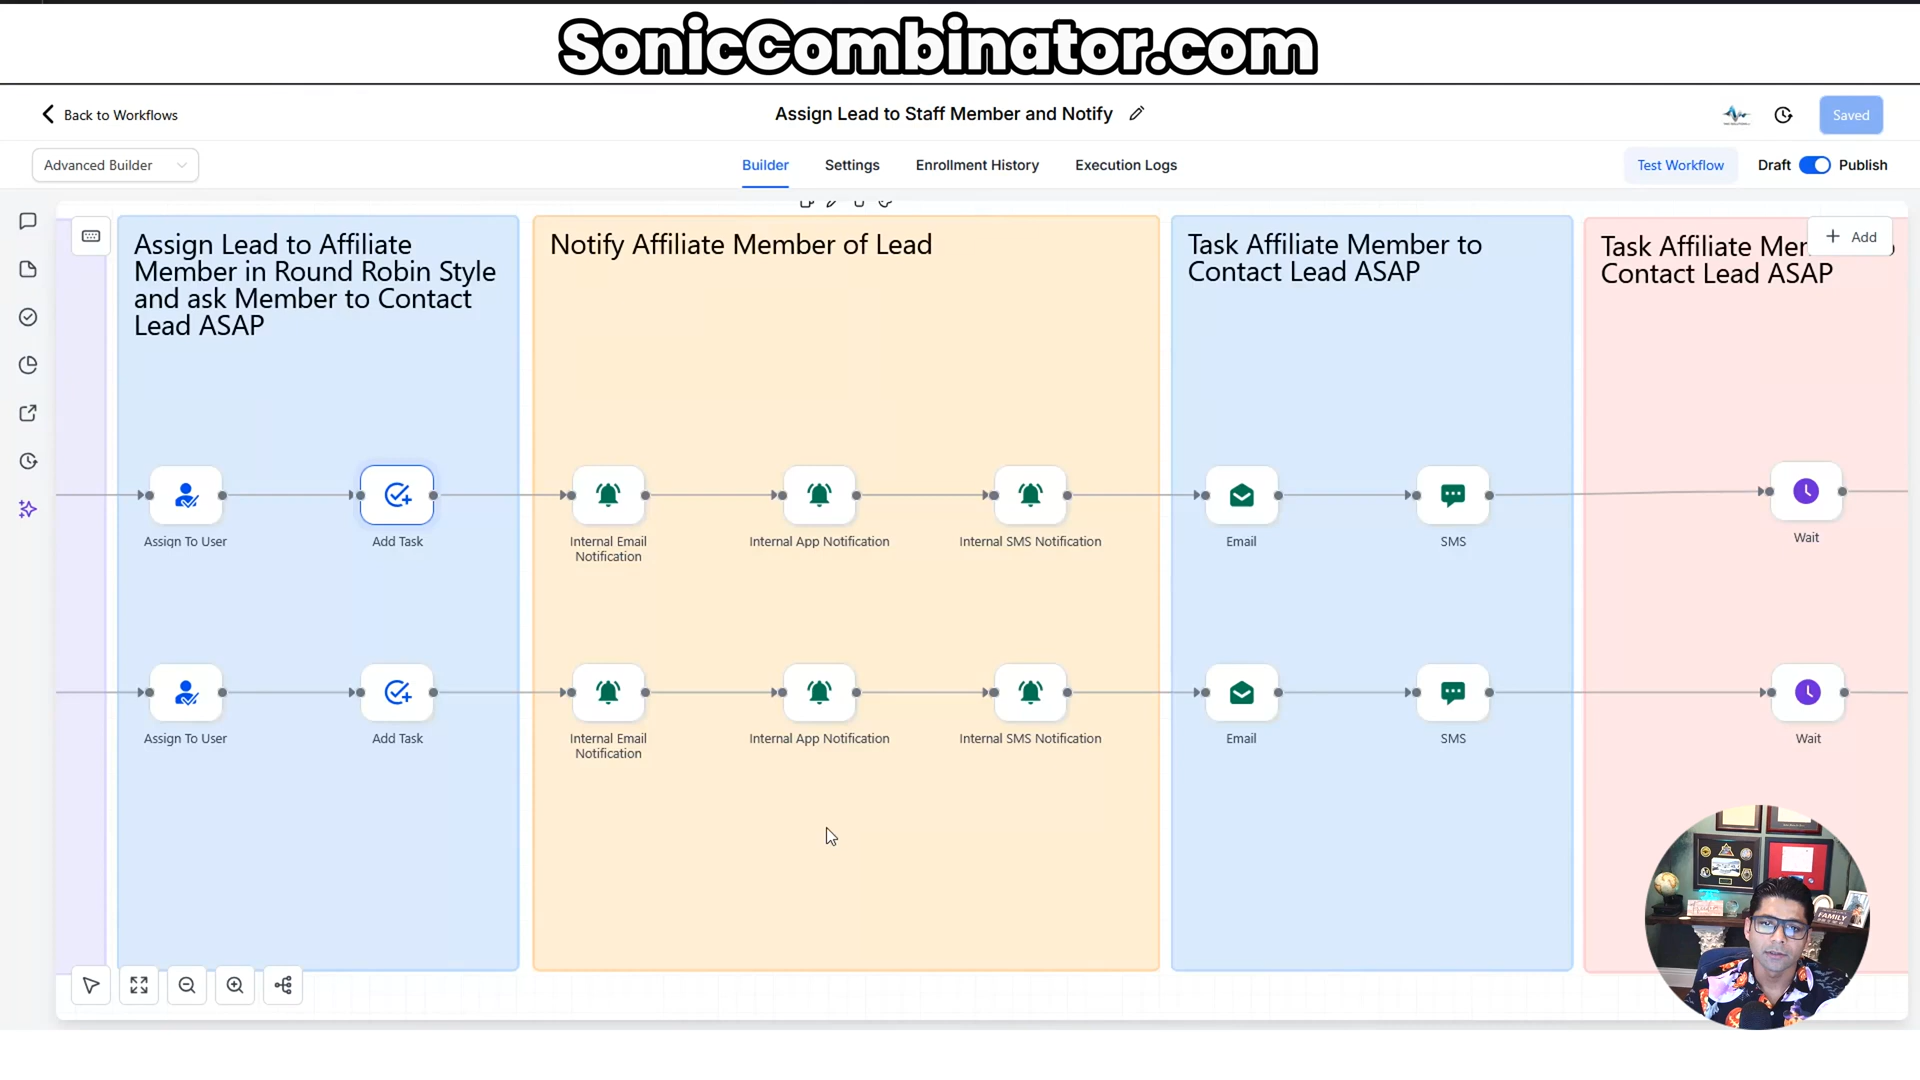 SonicCombinator.com
Back to Workflows
Assign Lead to Staff Member and Notify
Saved
Advanced Builder
Builder
Settings
Enrollment History
Execution Logs
Test Workflow
Draft
Publish
Assign Lead to Affiliate
Member in Round Robin Style
and ask Member to Contact
Lead ASAP
Notify Affiliate Member of Lead
Task Affiliate Member to
Contact Lead ASAP
Task Affiliate Mem
Contact Lead ASAP
Add
Assign To User
Add Task
Internal Email
Notification
Internal App Notification
Internal SMS Notification
Email
SMS
Wait
Assign To User
Add Task
Internal Email
Notification
Internal App Notification
Internal SMS Notification
Email
SMS
Wait
FAMILY